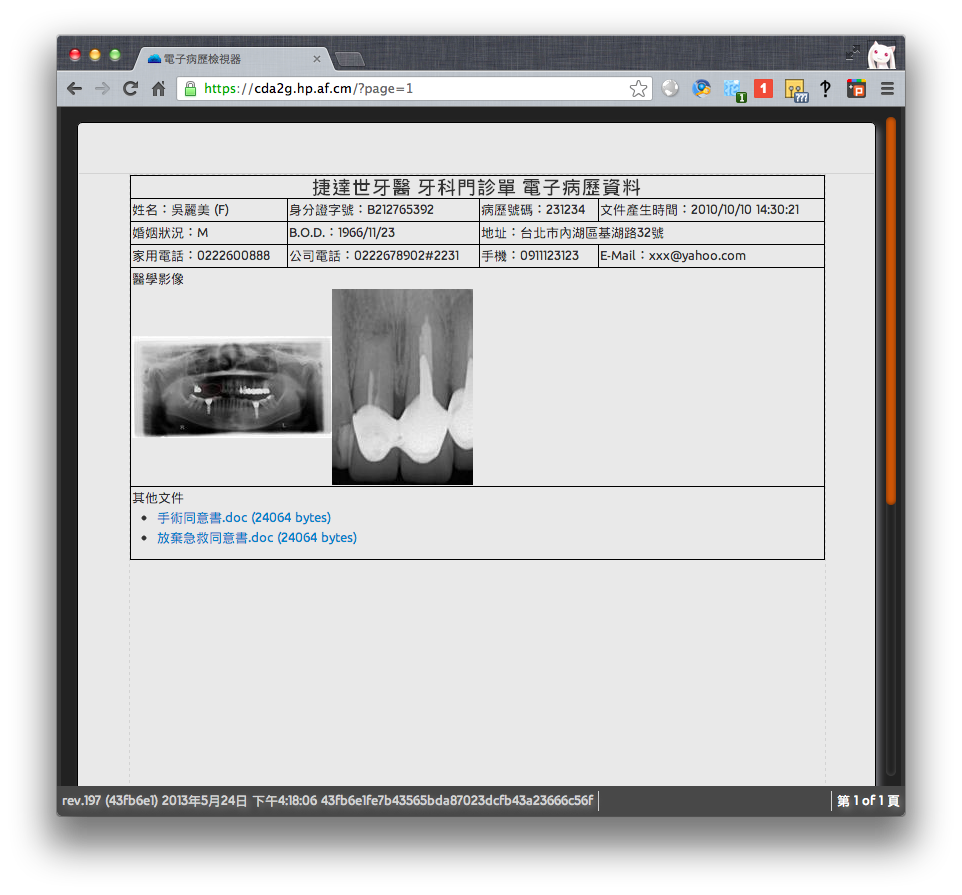 電子病歷檢視器
https://cda2g.hp.af.cm/?page=1
1
1
捷達世牙醫 牙科門診單 電子病歷資料
姓名：吳麗美 (F) 身分證字號：B212765392 病歷號碼：231234 文件產生時間：2010/10/10 14:30:21
婚姻狀況：M B.O.D.：1966/11/23 地址：台北市內湖區基湖路32號
家用電話：0222600888 公司電話：0222678902#2231 手機：0911123123 E-Mail：xxx@yahoo.com
醫學影像
R L
其他文件
手術同意書.doc (24064 bytes)
放棄急救同意書.doc (24064 bytes)
rev.197 (43fb6e1) 2013年5月24日 下午4:18:06 43fb6e1fe7b43565bda87023dcfb43a23666c56f 第 1 of 1 頁